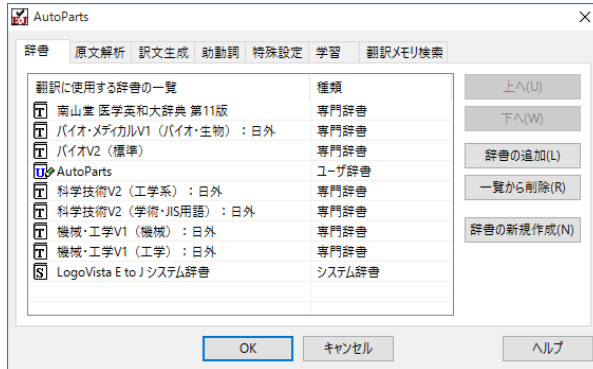 AutoParts
辞書 原文解析 訳文生成 助動詞 特殊設定 学習 翻訳メモリ検索
翻訳に使用する辞書の一覧 種類
南山堂 医学英和大辞典 第11版 専門辞書
バイオ・メディカルV1（バイオ・生物）：日外 専門辞書
バイオV2（標準） 専門辞書
AutoParts ユーザ辞書
科学技術V2（工学系）：日外 専門辞書
科学技術V2（学術・JIS用語）：日外 専門辞書
機械・工学V1（機械）：日外 専門辞書
機械・工学V1（工学）：日外 専門辞書
LogoVista E to J システム辞書 システム辞書
上へ(U)
下へ(W)
辞書の追加(L)
一覧から削除(R)
辞書の新規作成(N)
OK キャンセル ヘルプ